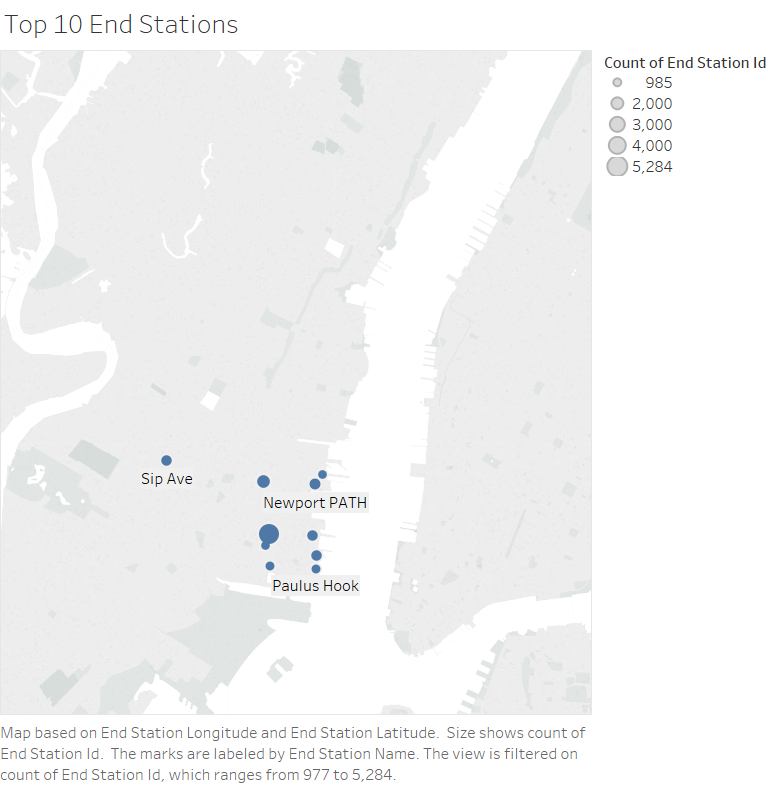 Top 10 End Stations
Count of End Station Id
985
2,000
3,000
4,000
5,284
Sip Ave
Newport PATH
Paulus Hook
Map based on End Station Longitude and End Station Latitude.  Size shows count of
End Station Id.  The marks are labeled by End Station Name. The view is filtered on
count of End Station Id, which ranges from 977 to 5,284.